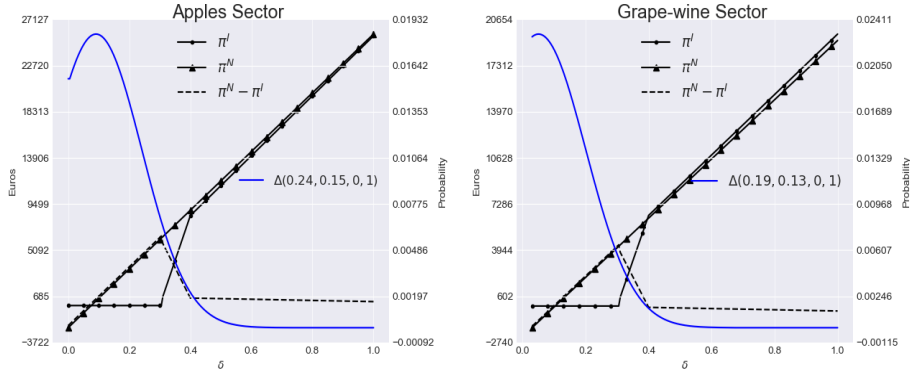 Apples Sector
27127
22720
18313
13906
9499
5092
685
−3722
Euros
0.01932
0.01642
0.01353
0.01064
0.00775
0.00486
0.00197
−0.00092
Probability
π^I
π^N
π^N − π^I
Δ(0.24, 0.15, 0, 1)
0.0 0.2 0.4 0.6 0.8 1.0
δ
Grape-wine Sector
20654
17312
13970
10628
7286
3944
602
−2740
Euros
0.02411
0.02050
0.01689
0.01329
0.00968
0.00607
0.00246
−0.00115
Probability
π^I
π^N
π^N − π^I
Δ(0.19, 0.13, 0, 1)
0.0 0.2 0.4 0.6 0.8 1.0
δ